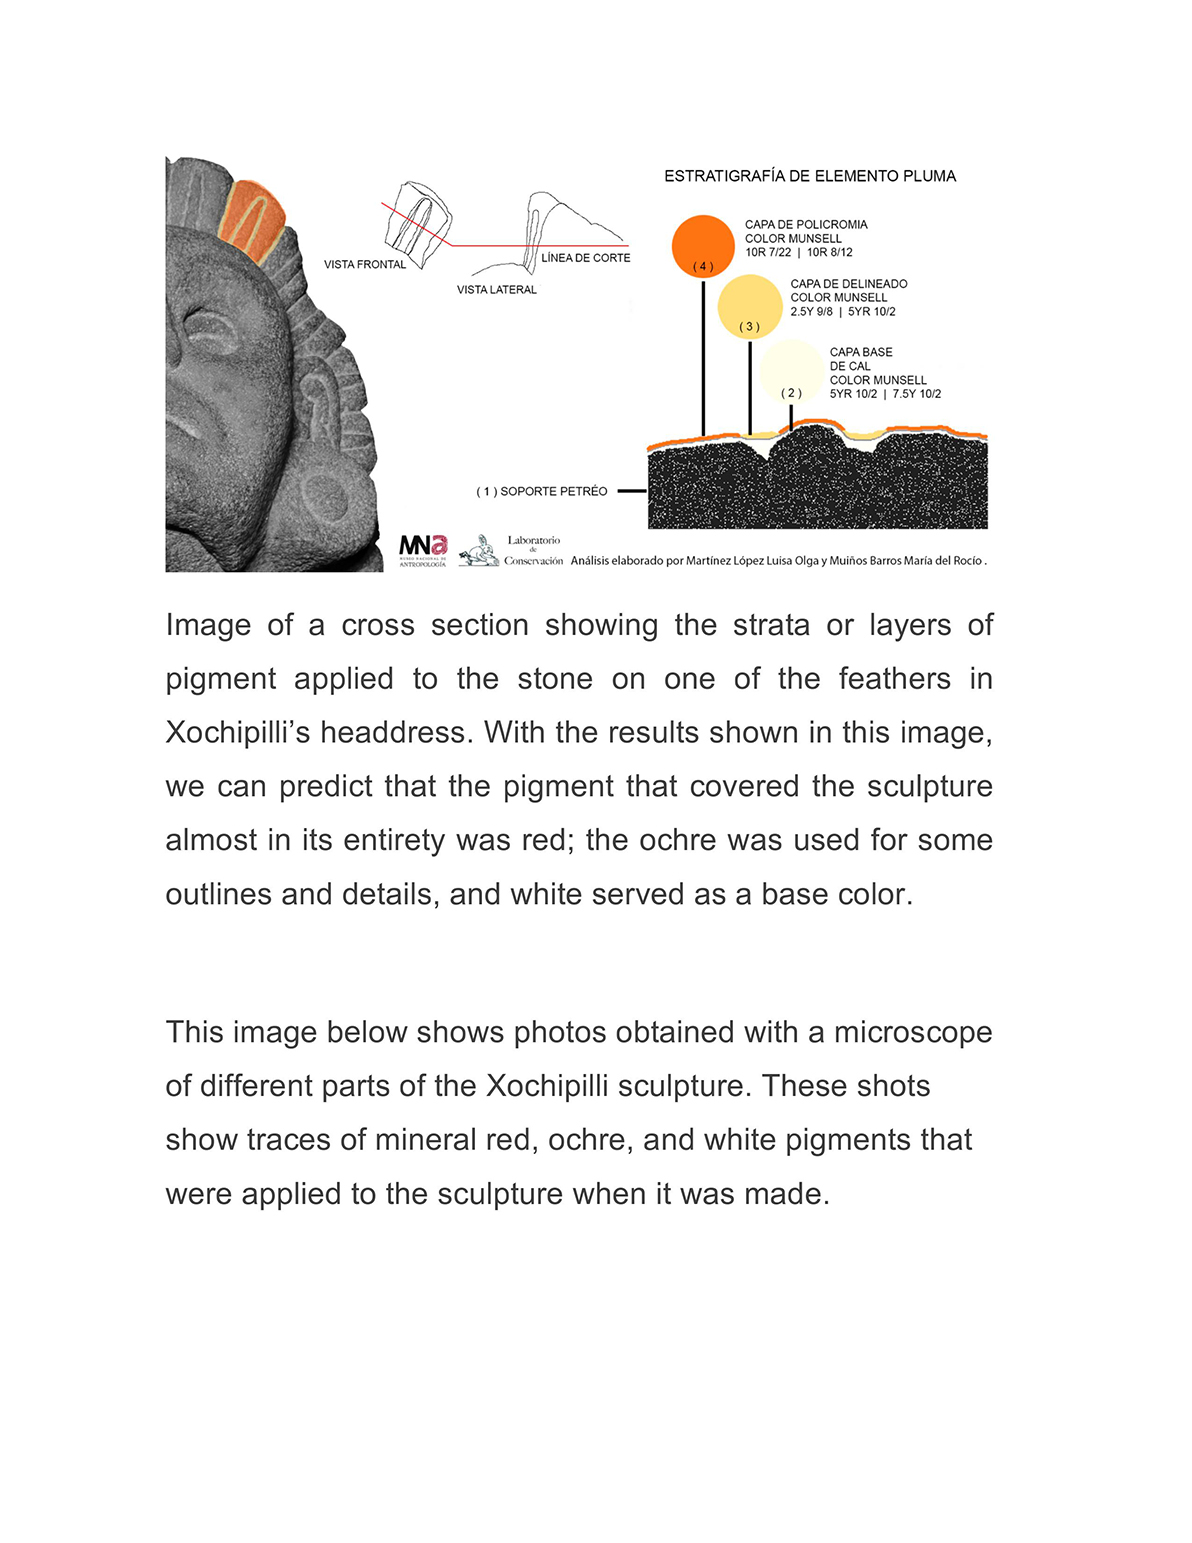 ESTRATIGRAFÍA DE ELEMENTO PLUMA
CAPA DE POLICROMIA
COLOR MUNSELL
10R 7/22 | 10R 8/12
( 4 )
CAPA DE DELINEADO
COLOR MUNSELL
2.5Y 9/8 | 5YR 10/2
( 3 )
CAPA BASE
DE CAL
COLOR MUNSELL
5YR 10/2 | 7.5Y 10/2
( 2 )
VISTA FRONTAL
LÍNEA DE CORTE
VISTA LATERAL
( 1 ) SOPORTE PETRÉO
MNA
MUSEO NACIONAL DE
ANTROPOLOGÍA
Laboratorio
de
Conservación
Análisis elaborado por Martínez López Luisa Olga y Muiños Barros María del Rocío .
Image of a cross section showing the strata or layers of
pigment applied to the stone on one of the feathers in
Xochipilli’s headdress. With the results shown in this image,
we can predict that the pigment that covered the sculpture
almost in its entirety was red; the ochre was used for some
outlines and details, and white served as a base color.
This image below shows photos obtained with a microscope
of different parts of the Xochipilli sculpture. These shots
show traces of mineral red, ochre, and white pigments that
were applied to the sculpture when it was made.